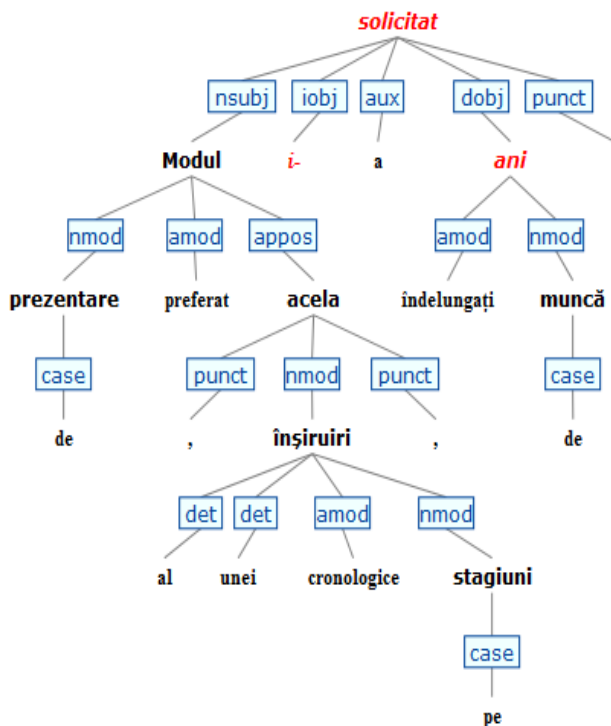 solicitat
nsubj iobj aux dobj punct
Modul i- a ani
nmod amod appos amod nmod
prezentare preferat acela îndelungați muncă
case punct nmod punct case
de , înşiruiri , de
det det amod nmod
al unei cronologice stagiuni
case
pe